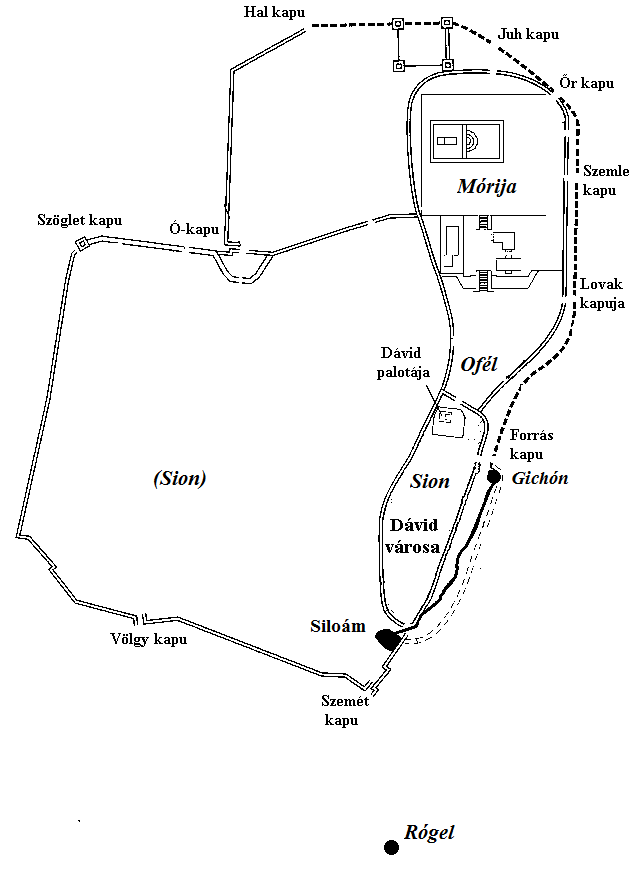 Hal kapu
Juh kapu
Őr kapu
Szemle
kapu
Mórija
Szöglet kapu
Ó-kapu
Lovak
kapuja
Dávid
palotája
Ofél
Forrás
kapu
(Sion)
Sion
Gichón
Dávid
városa
Siloám
Völgy kapu
Szemét
kapu
Rógel